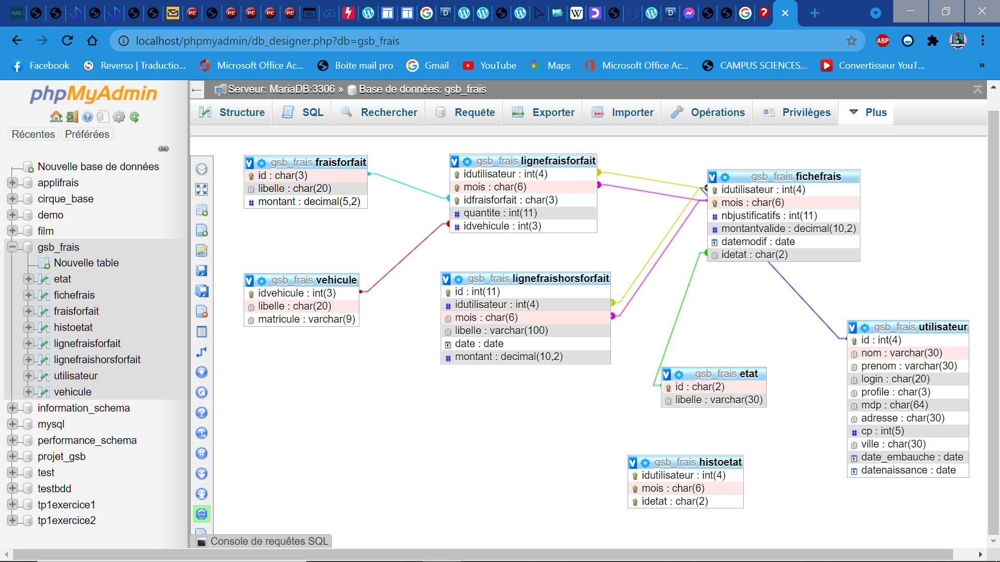 localhost/phpmyadmin/db_designer.php?db=gsb_frais
ABP
Facebook
Reverso | Traductio...
Microsoft Office Ac...
Boite mail pro
Gmail
YouTube
Maps
Microsoft Office Ac...
CAMPUS SCIENCES...
Convertisseur YouT...
»
phpMyAdmin
Récentes
Préférées
Nouvelle base de données
applifrais
cirque_base
demo
film
gsb_frais
Nouvelle table
etat
fichefrais
fraisforfait
histoetat
lignefraisforfait
lignefraishorsforfait
utilisateur
vehicule
information_schema
mysql
performance_schema
projet_gsb
test
testbdd
tp1exercice1
tp1exercice2
Serveur: MariaDB:3306 » Base de données: gsb_frais
Structure
SQL
Rechercher
Requête
Exporter
Importer
Opérations
Privilèges
Plus
gsb_frais fraisforfait
id : char(3)
libelle : char(20)
montant : decimal(5,2)
gsb_frais lignefraisforfait
idutilisateur : int(4)
mois : char(6)
idfraisforfait : char(3)
quantite : int(11)
idvehicule : int(3)
gsb_frais fichefrais
idutilisateur : int(4)
mois : char(6)
nbjustificatifs : int(11)
montantvalide : decimal(10,2)
datemodif : date
idetat : char(2)
gsb_frais vehicule
idvehicule : int(3)
libelle : char(20)
matricule : varchar(9)
gsb_frais lignefraishorsforfait
id : int(11)
idutilisateur : int(4)
mois : char(6)
libelle : varchar(100)
date : date
montant : decimal(10,2)
gsb_frais utilisateur
id : int(4)
nom : varchar(30)
prenom : varchar(30)
login : char(20)
profile : char(3)
mdp : char(64)
adresse : char(30)
cp : int(5)
ville : char(30)
date_embauche : date
datenaissance : date
gsb_frais etat
id : char(2)
libelle : varchar(30)
gsb_frais histoetat
idutilisateur : int(4)
mois : char(6)
idetat : char(2)
Console de requêtes SQL